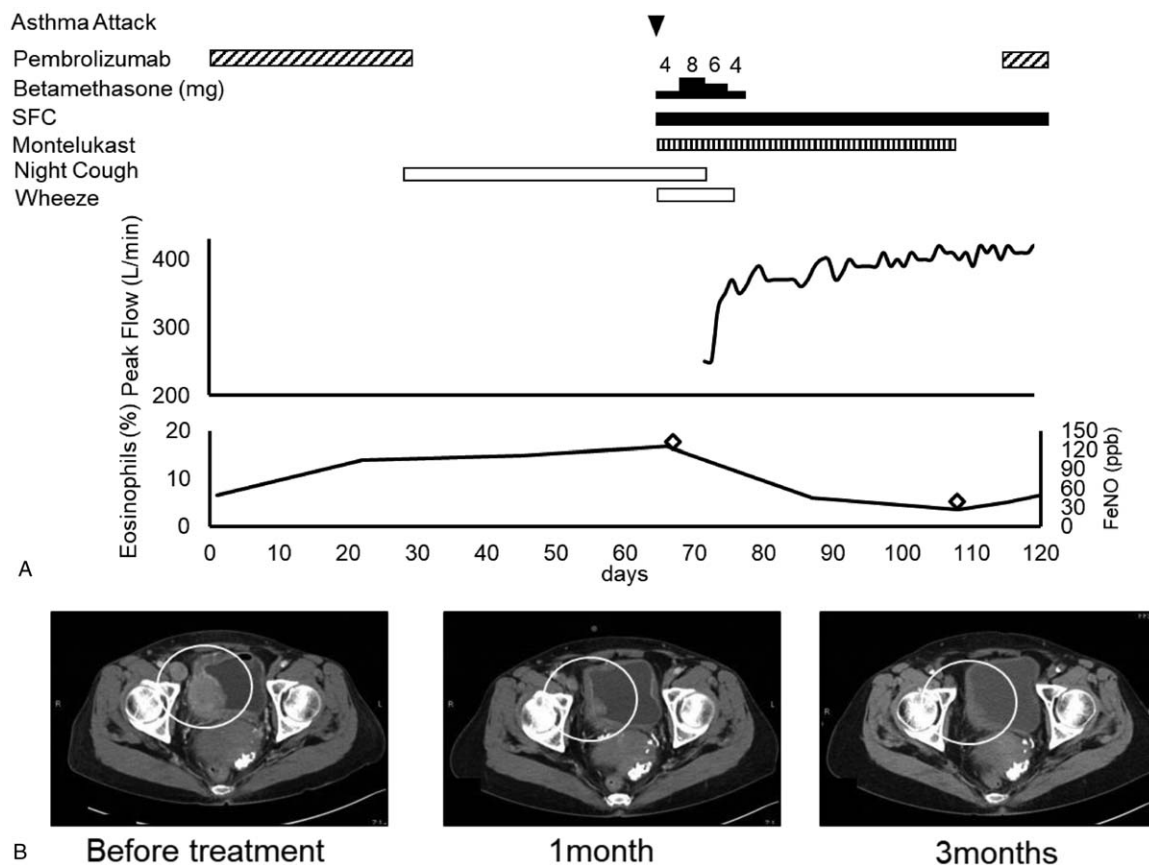 Asthma Attack
Pembrolizumab
4 8 6 4
Betamethasone (mg)
SFC
Montelukast
Night Cough
Wheeze
Peak Flow (L/min)
400
300
200
Eosinophils (%)
20
10
0
150
120
90
60
30
0
FeNO (ppb)
0 10 20 30 40 50 60 70 80 90 100 110 120
days
A
R L
R L
R L
B
Before treatment 1month 3months